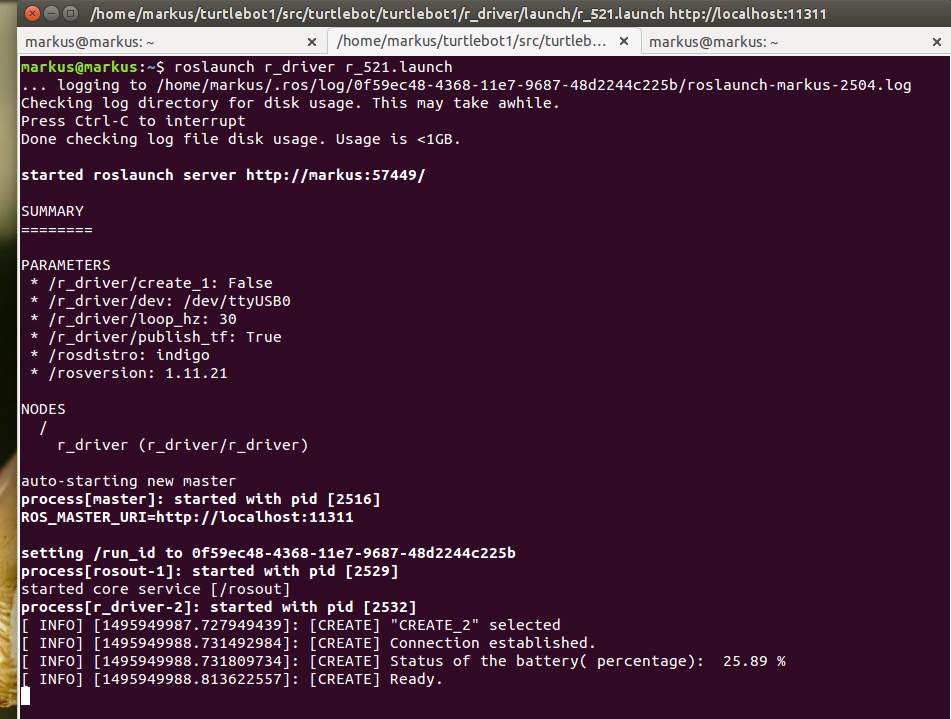 /home/markus/turtlebot1/src/turtlebot/turtlebot1/r_driver/launch/r_521.launch http://localhost:11311
markus@markus: ~ × /home/markus/turtlebot1/src/turtleb... × markus@markus: ~ ×
markus@markus:~$ roslaunch r_driver r_521.launch
... logging to /home/markus/.ros/log/0f59ec48-4368-11e7-9687-48d2244c225b/roslaunch-markus-2504.log
Checking log directory for disk usage. This may take awhile.
Press Ctrl-C to interrupt
Done checking log file disk usage. Usage is <1GB.

started roslaunch server http://markus:57449/

SUMMARY
========

PARAMETERS
 * /r_driver/create_1: False
 * /r_driver/dev: /dev/ttyUSB0
 * /r_driver/loop_hz: 30
 * /r_driver/publish_tf: True
 * /rosdistro: indigo
 * /rosversion: 1.11.21

NODES
  /
    r_driver (r_driver/r_driver)

auto-starting new master
process[master]: started with pid [2516]
ROS_MASTER_URI=http://localhost:11311

setting /run_id to 0f59ec48-4368-11e7-9687-48d2244c225b
process[rosout-1]: started with pid [2529]
started core service [/rosout]
process[r_driver-2]: started with pid [2532]
[ INFO] [1495949987.727949439]: [CREATE] "CREATE_2" selected
[ INFO] [1495949988.731492984]: [CREATE] Connection established.
[ INFO] [1495949988.731809734]: [CREATE] Status of the battery( percentage):  25.89 %
[ INFO] [1495949988.813622557]: [CREATE] Ready.